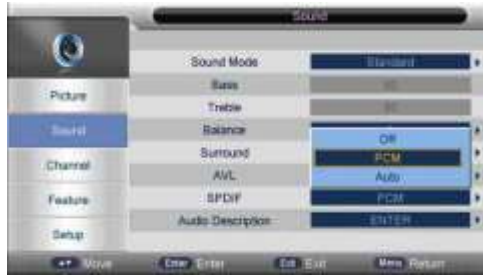 Sound
Sound Mode Standard
Bass
Picture
Treble
Sound
Balance
Off
Surround
PCM
Channel
AVL
Auto
Feature
SPDIF PCM
Audio Description ENTER
Setup
Move Enter Enter Exit Exit Menu Return